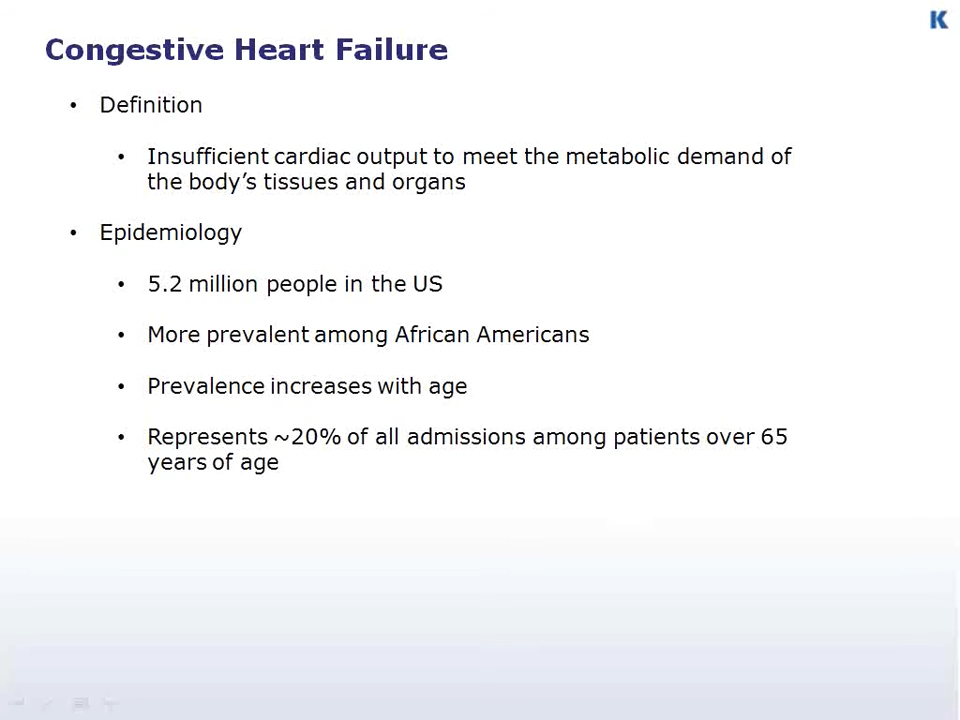 K
Congestive Heart Failure
• Definition
• Insufficient cardiac output to meet the metabolic demand of
the body’s tissues and organs
• Epidemiology
• 5.2 million people in the US
• More prevalent among African Americans
• Prevalence increases with age
• Represents ~20% of all admissions among patients over 65
years of age